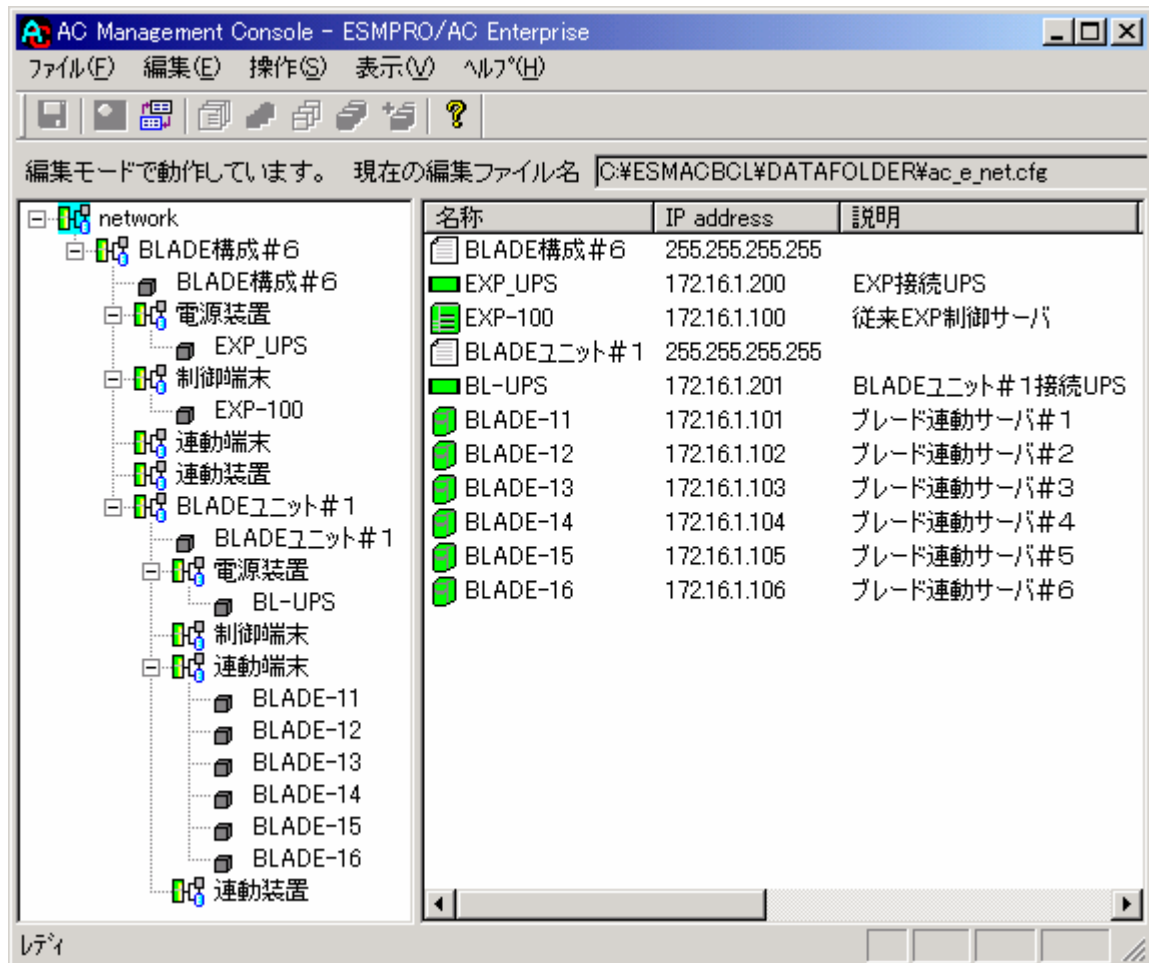 AC Management Console - ESMPRO/AC Enterprise
ファイル(F) 編集(E) 操作(S) 表示(V) ヘルプ(H)
編集モードで動作しています。 現在の編集ファイル名 C:¥ESMACBCL¥DATAFOLDER¥ac_e_net.cfg
network
BLADE構成#6
BLADE構成#6
電源装置
EXP_UPS
制御端末
EXP-100
連動端末
連動装置
BLADEユニット#1
BLADEユニット#1
電源装置
BL-UPS
制御端末
連動端末
BLADE-11
BLADE-12
BLADE-13
BLADE-14
BLADE-15
BLADE-16
連動装置
名称 IP address 説明
BLADE構成#6 255.255.255.255
EXP_UPS 172.16.1.200 EXP接続UPS
EXP-100 172.16.1.100 従来EXP制御サーバ
BLADEユニット#1 255.255.255.255
BL-UPS 172.16.1.201 BLADEユニット#1接続UPS
BLADE-11 172.16.1.101 ブレード連動サーバ#1
BLADE-12 172.16.1.102 ブレード連動サーバ#2
BLADE-13 172.16.1.103 ブレード連動サーバ#3
BLADE-14 172.16.1.104 ブレード連動サーバ#4
BLADE-15 172.16.1.105 ブレード連動サーバ#5
BLADE-16 172.16.1.106 ブレード連動サーバ#6
レディ